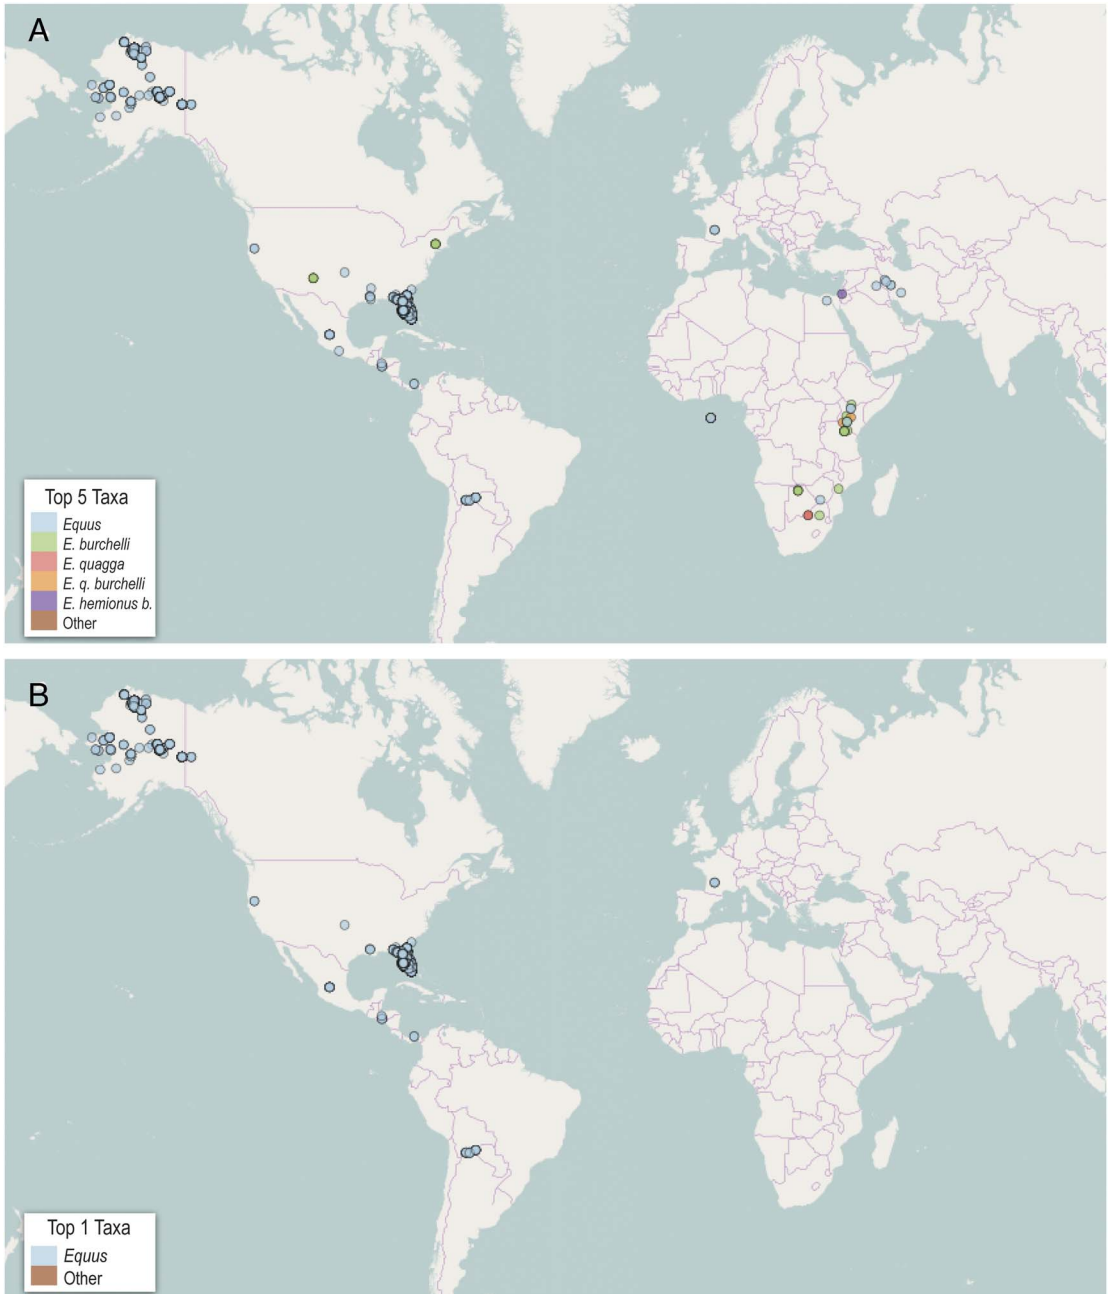 A
Top 5 Taxa
Equus
E. burchelli
E. quagga
E. q. burchelli
E. hemionus b.
Other
B
Top 1 Taxa
Equus
Other